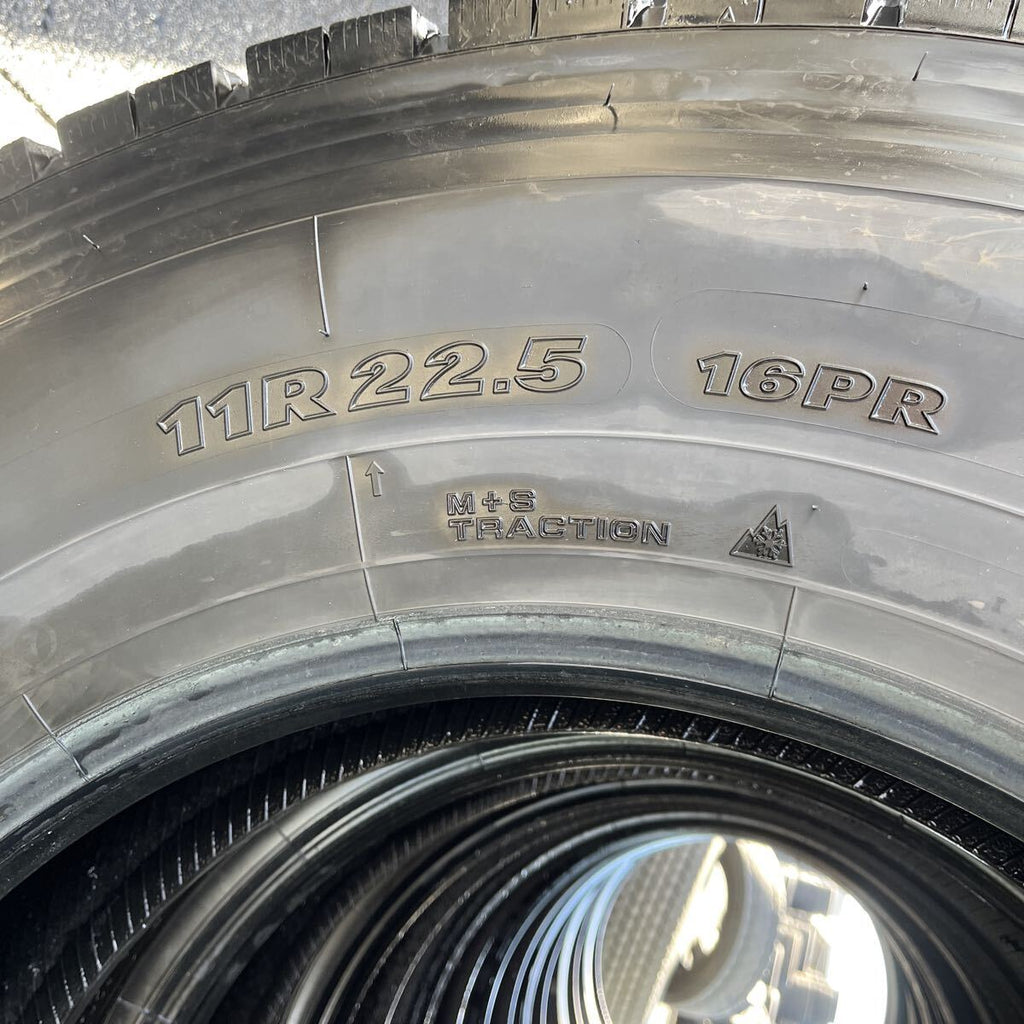 11R22.5
16PR
M+S
TRACTION